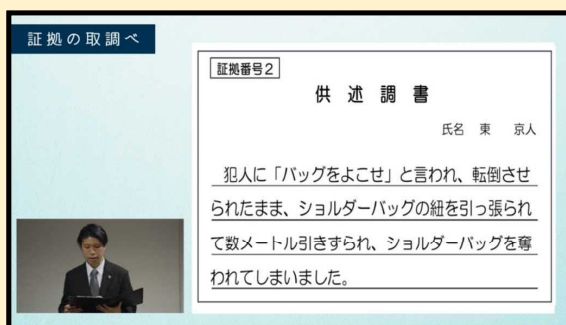 証拠の取調べ
証拠番号2
供述調書
氏名 東 京人
犯人に「バッグをよこせ」と言われ、転倒させ
られたまま、ショルダーバッグの紐を引っ張られ
て数メートル引きずられ、ショルダーバッグを奪
われてしまいました。